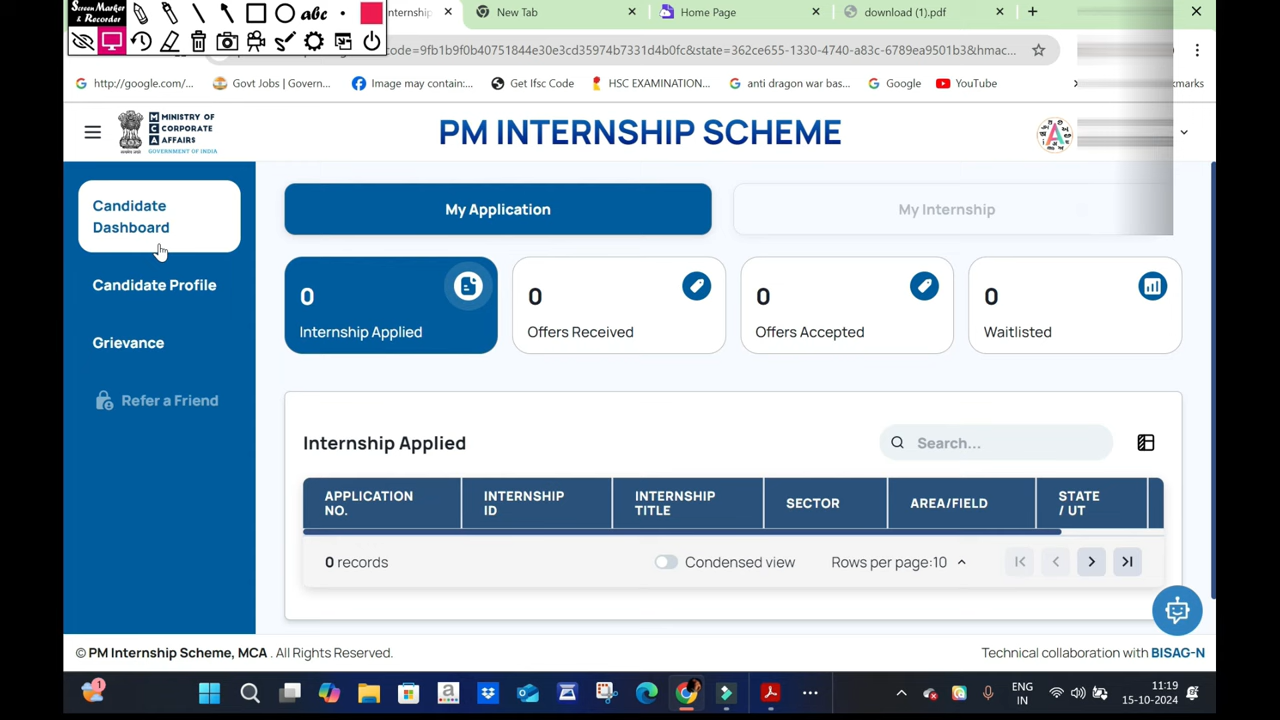 Screen Marker
& Recorder
abc
nternship
New Tab
Home Page
download (1).pdf
code=9fb1b9f0b40751844e30e3cd35974b7331d4b0fc&state=362ce655-1330-4740-a83c-6789ea9501b3&hmac...
http://google.com/...
Govt Jobs | Govern...
Image may contain:...
Get Ifsc Code
HSC EXAMINATION...
anti dragon war bas...
Google
YouTube
MINISTRY OF
CORPORATE
AFFAIRS
GOVERNMENT OF INDIA
PM INTERNSHIP SCHEME
Candidate
Dashboard
Candidate Profile
Grievance
Refer a Friend
My Application
My Internship
0
Internship Applied
0
Offers Received
0
Offers Accepted
0
Waitlisted
Internship Applied
Search...
APPLICATION
NO.
INTERNSHIP
ID
INTERNSHIP
TITLE
SECTOR
AREA/FIELD
STATE
/ UT
0 records
Condensed view
Rows per page:10
© PM Internship Scheme, MCA . All Rights Reserved.
Technical collaboration with BISAG-N
1
ENG
IN
11:19
15-10-2024